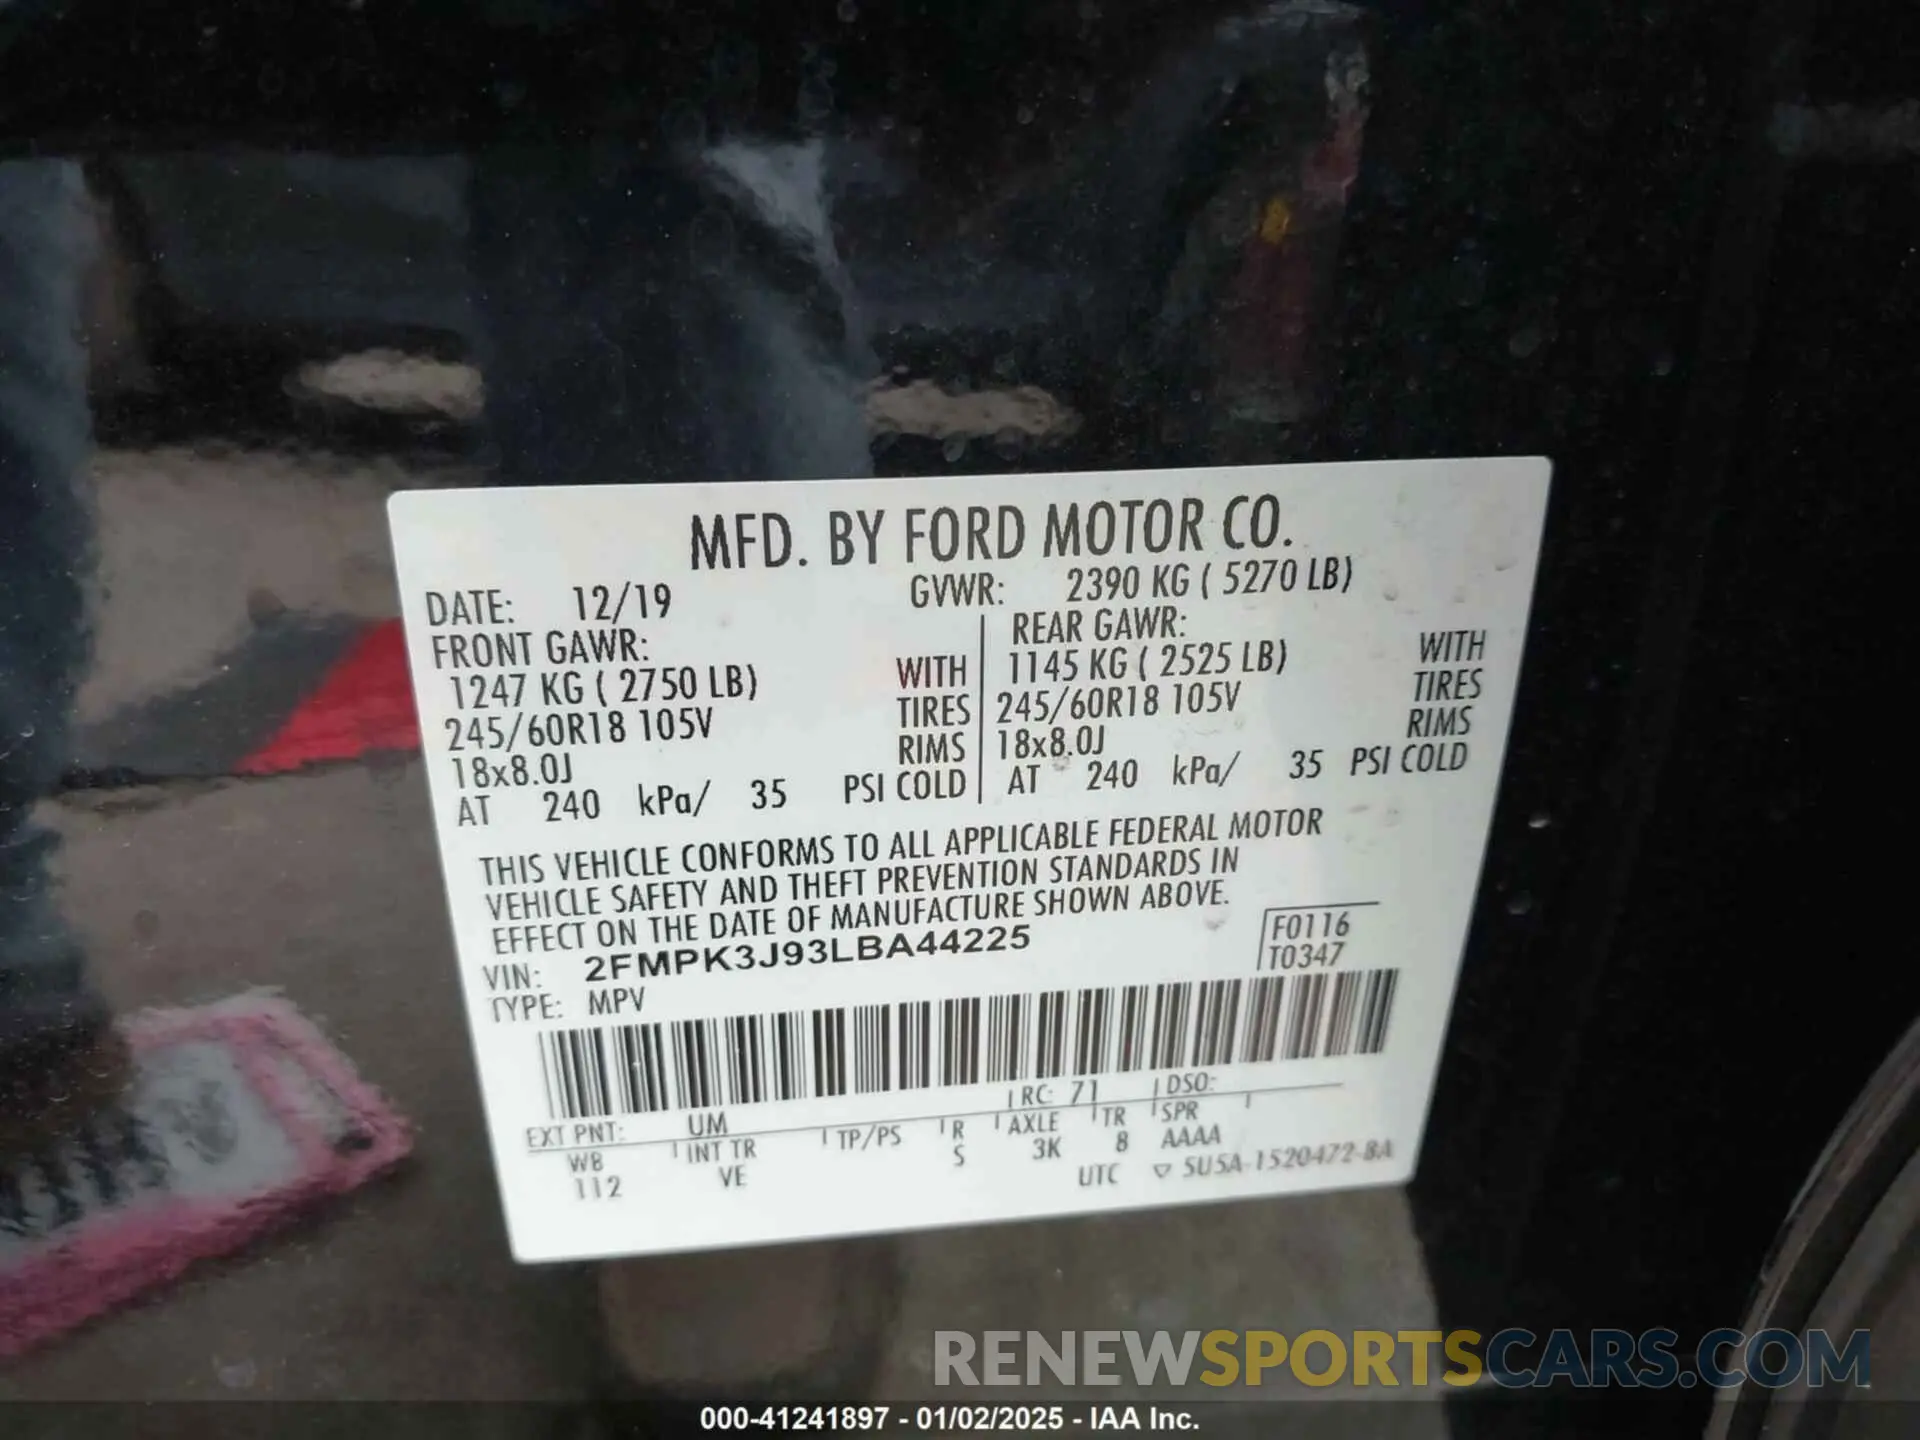 MFD. BY FORD MOTOR CO.
DATE: 12/19 GVWR: 2390 KG ( 5270 LB)
FRONT GAWR: REAR GAWR:
1247 KG ( 2750 LB) WITH 1145 KG ( 2525 LB) WITH
245/60R18 105V TIRES 245/60R18 105V TIRES
18x8.0J RIMS 18x8.0J RIMS
AT 240 kPa/ 35 PSI COLD AT 240 kPa/ 35 PSI COLD
THIS VEHICLE CONFORMS TO ALL APPLICABLE FEDERAL MOTOR
VEHICLE SAFETY AND THEFT PREVENTION STANDARDS IN
EFFECT ON THE DATE OF MANUFACTURE SHOWN ABOVE.
VIN: 2FMPK3J93LBA44225 F0116
TYPE: MPV T0347
EXT PNT: UM RC: 71 DSO:
WB INT TR TP/PS R AXLE TR SPR
112 VE S 3K 8 AAAA
UTC ▽ 5U5A-1520472-BA
RENEWSPORTSCARS.COM
000-41241897 - 01/02/2025 - IAA Inc.